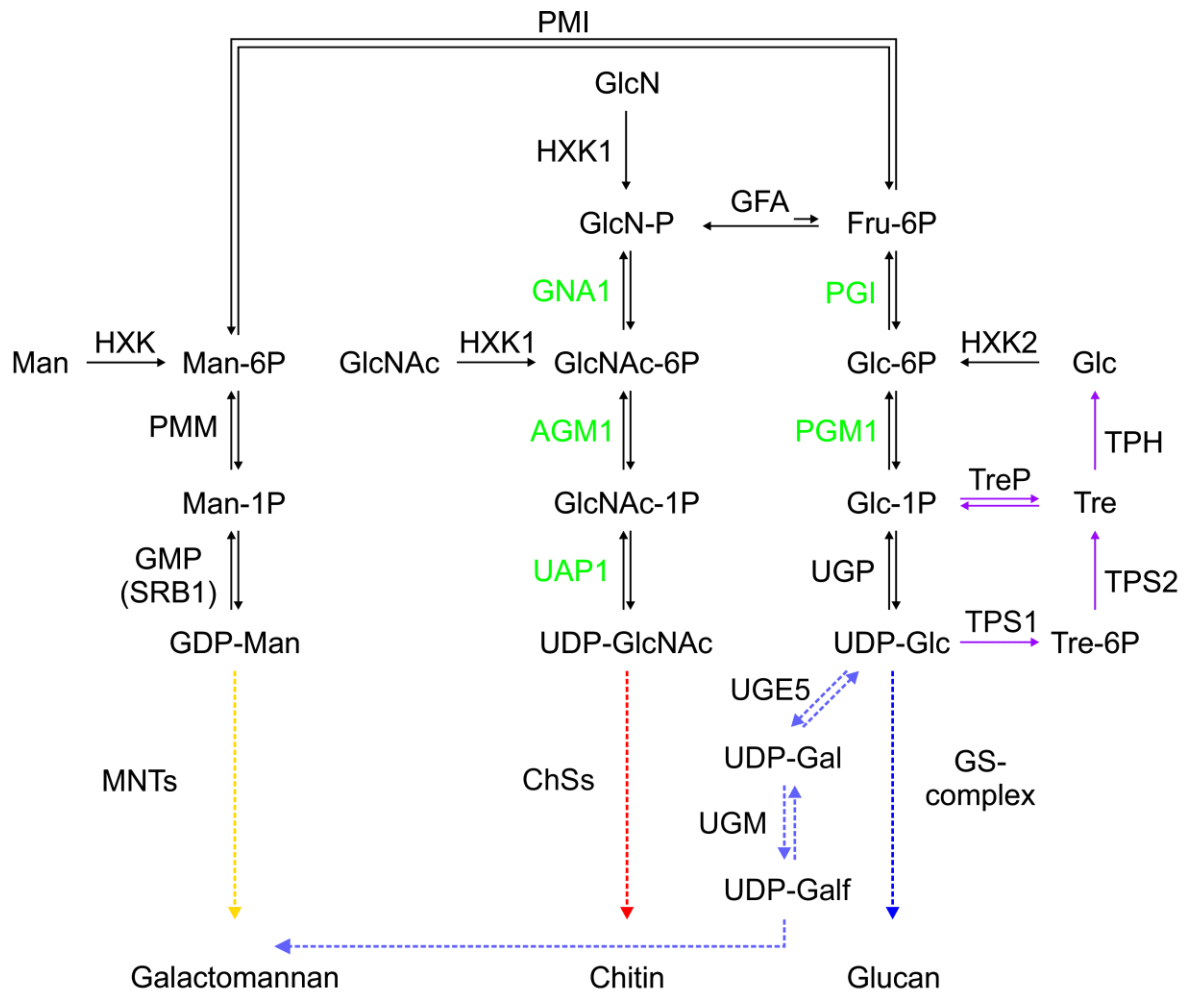 PMI
GlcN
HXK1
GlcN-P
GFA
Fru-6P
GNA1
PGI
Man
HXK
Man-6P
GlcNAc
HXK1
GlcNAc-6P
Glc-6P
HXK2
Glc
PMM
AGM1
PGM1
TPH
Man-1P
GlcNAc-1P
Glc-1P
TreP
Tre
GMP
(SRB1)
UAP1
UGP
TPS2
GDP-Man
UDP-GlcNAc
UDP-Glc
TPS1
Tre-6P
UGE5
MNTs
ChSs
UDP-Gal
GS-
complex
UGM
UDP-Galf
Galactomannan
Chitin
Glucan